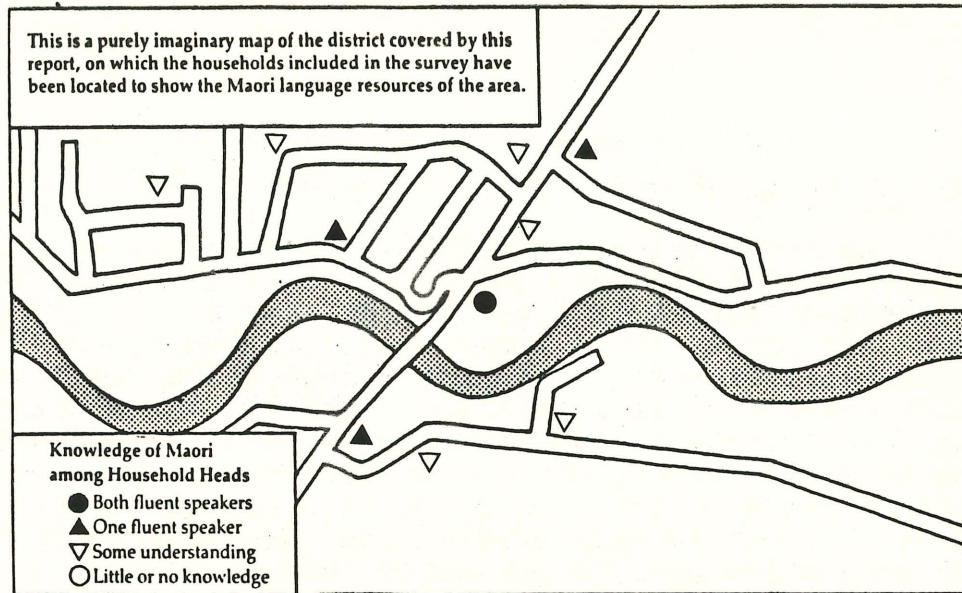 This is a purely imaginary map of the district covered by this
report, on which the households included in the survey have
been located to show the Maori language resources of the area.
Knowledge of Maori
among Household Heads
Both fluent speakers
One fluent speaker
Some understanding
Little or no knowledge